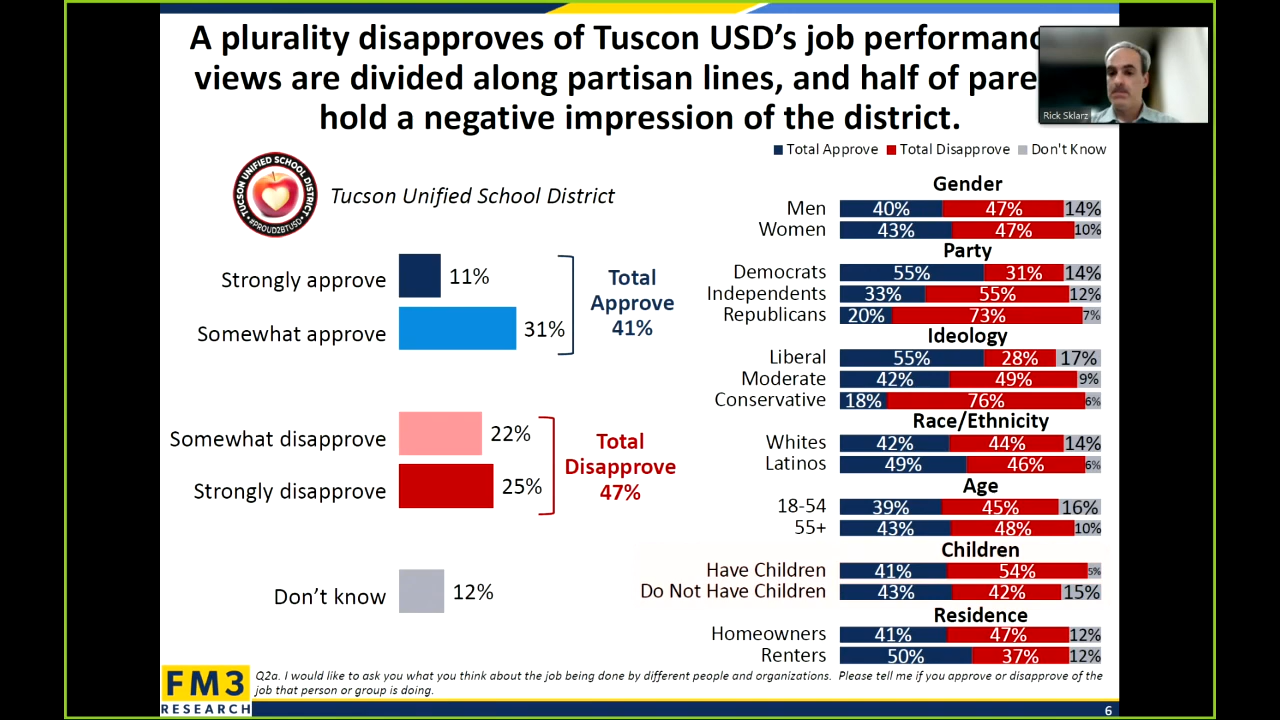 A plurality disapproves of Tuscon USD's job performanc
views are divided along partisan lines, and half of pare
hold a negative impression of the district.
Rick Sklarz
Total Approve Total Disapprove Don't Know
TUCSON UNIFIED SCHOOL DISTRICT
#PROUD2BTUSD
Tucson Unified School District
Strongly approve 11%
Somewhat approve 31%
Total
Approve
41%
Somewhat disapprove 22%
Strongly disapprove 25%
Total
Disapprove
47%
Don't know 12%
Gender
Men 40% 47% 14%
Women 43% 47% 10%
Party
Democrats 55% 31% 14%
Independents 33% 55% 12%
Republicans 20% 73% 7%
Ideology
Liberal 55% 28% 17%
Moderate 42% 49% 9%
Conservative 18% 76% 6%
Race/Ethnicity
Whites 42% 44% 14%
Latinos 49% 46% 6%
Age
18-54 39% 45% 16%
55+ 43% 48% 10%
Children
Have Children 41% 54% 5%
Do Not Have Children 43% 42% 15%
Residence
Homeowners 41% 47% 12%
Renters 50% 37% 12%
FM3
RESEARCH
Q2a. I would like to ask you what you think about the job being done by different people and organizations. Please tell me if you approve or disapprove of the
job that person or group is doing.
6